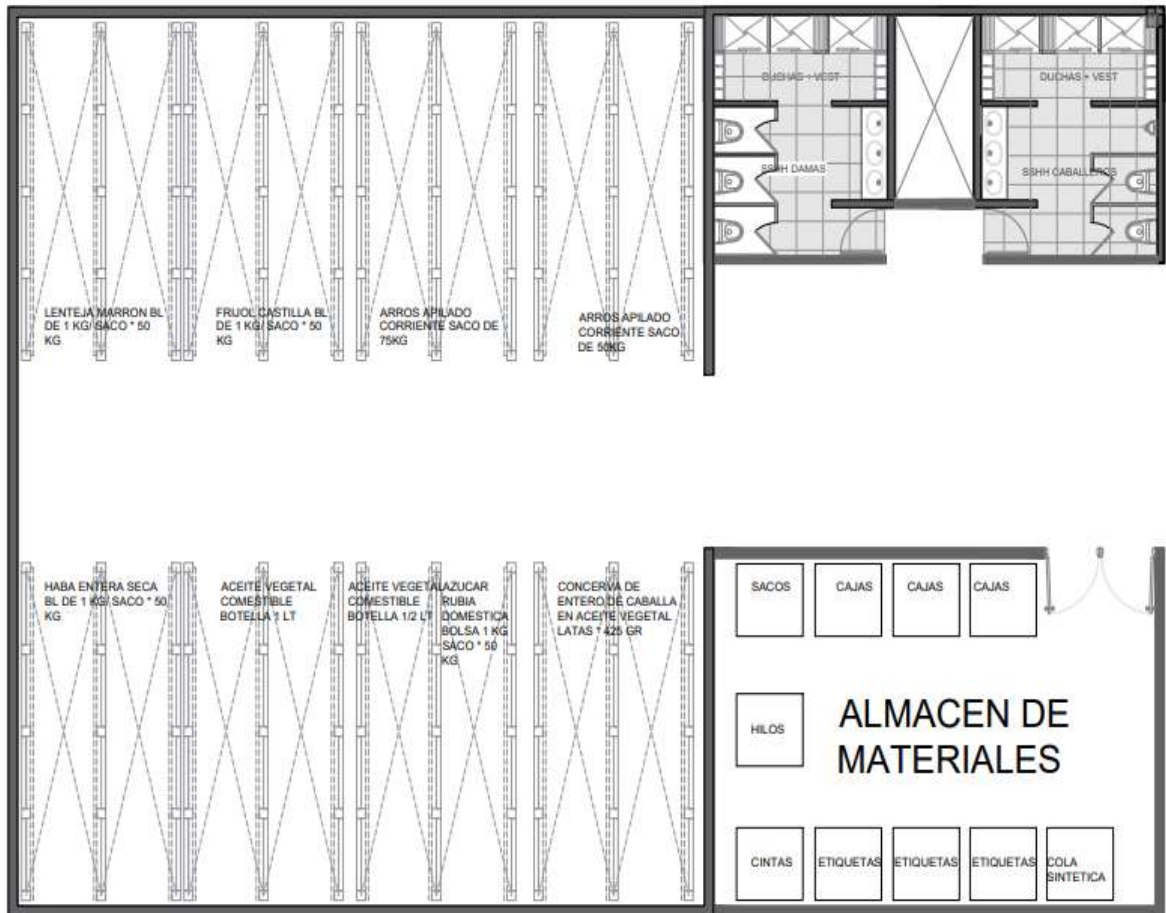 DUCHAS + VEST
DUCHAS + VEST
SSHH DAMAS
SSHH CABALLEROS
LENTEJA MARRON BL
DE 1 KG/ SACO * 50
KG
FRIJOL CASTILLA BL
DE 1 KG/ SACO * 50
KG
ARROS APILADO
CORRIENTE SACO DE
75KG
ARROS APILADO
CORRIENTE SACO
DE 50KG
HABA ENTERA SECA
BL DE 1 KG/ SACO * 50
KG
ACEITE VEGETAL
COMESTIBLE
BOTELLA 1 LT
ACEITE VEGETAL
COMESTIBLE
BOTELLA 1/2 LT
AZUCAR
RUBIA
DOMESTICA
BOLSA 1 KG
SACO * 50
KG
CONCERVA DE
ENTERO DE CABALLA
EN ACEITE VEGETAL
LATAS * 425 GR
SACOS
CAJAS
CAJAS
CAJAS
HILOS
ALMACEN DE
MATERIALES
CINTAS
ETIQUETAS
ETIQUETAS
ETIQUETAS
COLA
SINTETICA